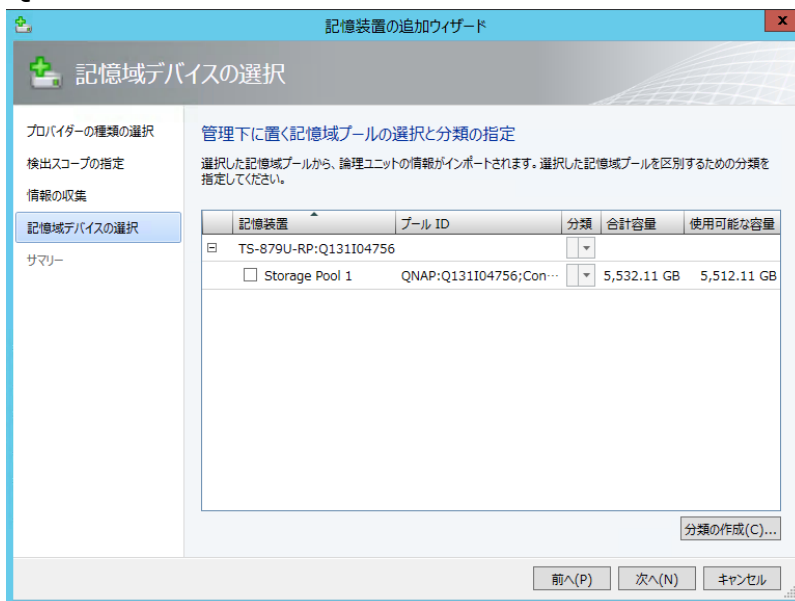 記憶装置の追加ウィザード
x
記憶域デバイスの選択
プロバイダーの種類の選択
検出スコープの指定
情報の収集
記憶域デバイスの選択
サマリー
管理下に置く記憶域プールの選択と分類の指定
選択した記憶域プールから、論理ユニットの情報がインポートされます。選択した記憶域プールを区別するための分類を
指定してください。
記憶装置 プール ID 分類 合計容量 使用可能な容量
TS-879U-RP:Q131I04756
Storage Pool 1 QNAP:Q131I04756;Con… 5,532.11 GB 5,512.11 GB
分類の作成(C)...
前へ(P) 次へ(N) キャンセル